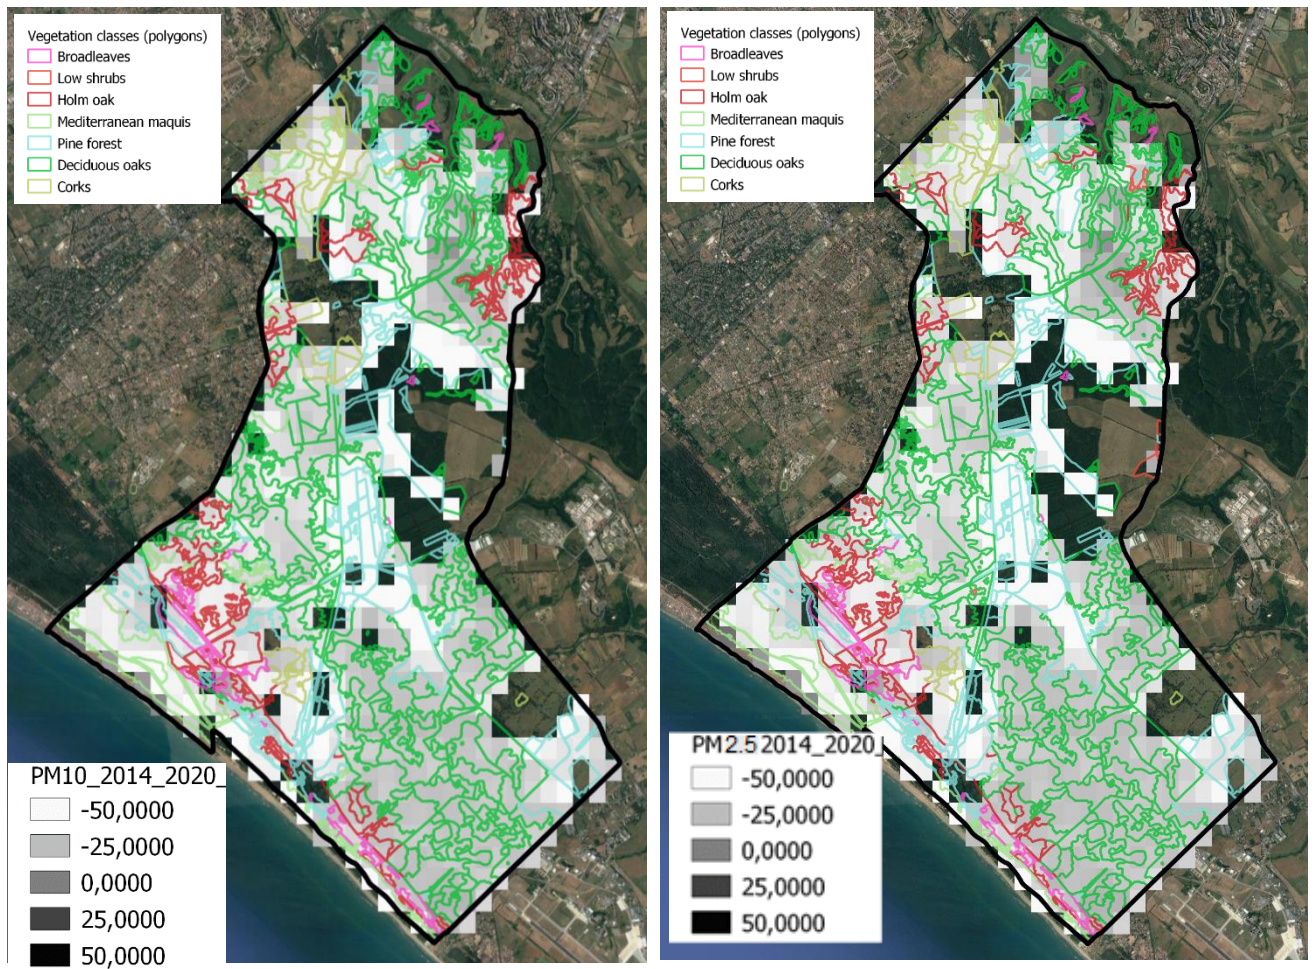 Vegetation classes (polygons)
Broadleaves
Low shrubs
Holm oak
Mediterranean maquis
Pine forest
Deciduous oaks
Corks
PM10_2014_2020_
-50,0000
-25,0000
0,0000
25,0000
50,0000
Vegetation classes (polygons)
Broadleaves
Low shrubs
Holm oak
Mediterranean maquis
Pine forest
Deciduous oaks
Corks
PM2.5 2014_2020_
-50,0000
-25,0000
0,0000
25,0000
50,0000